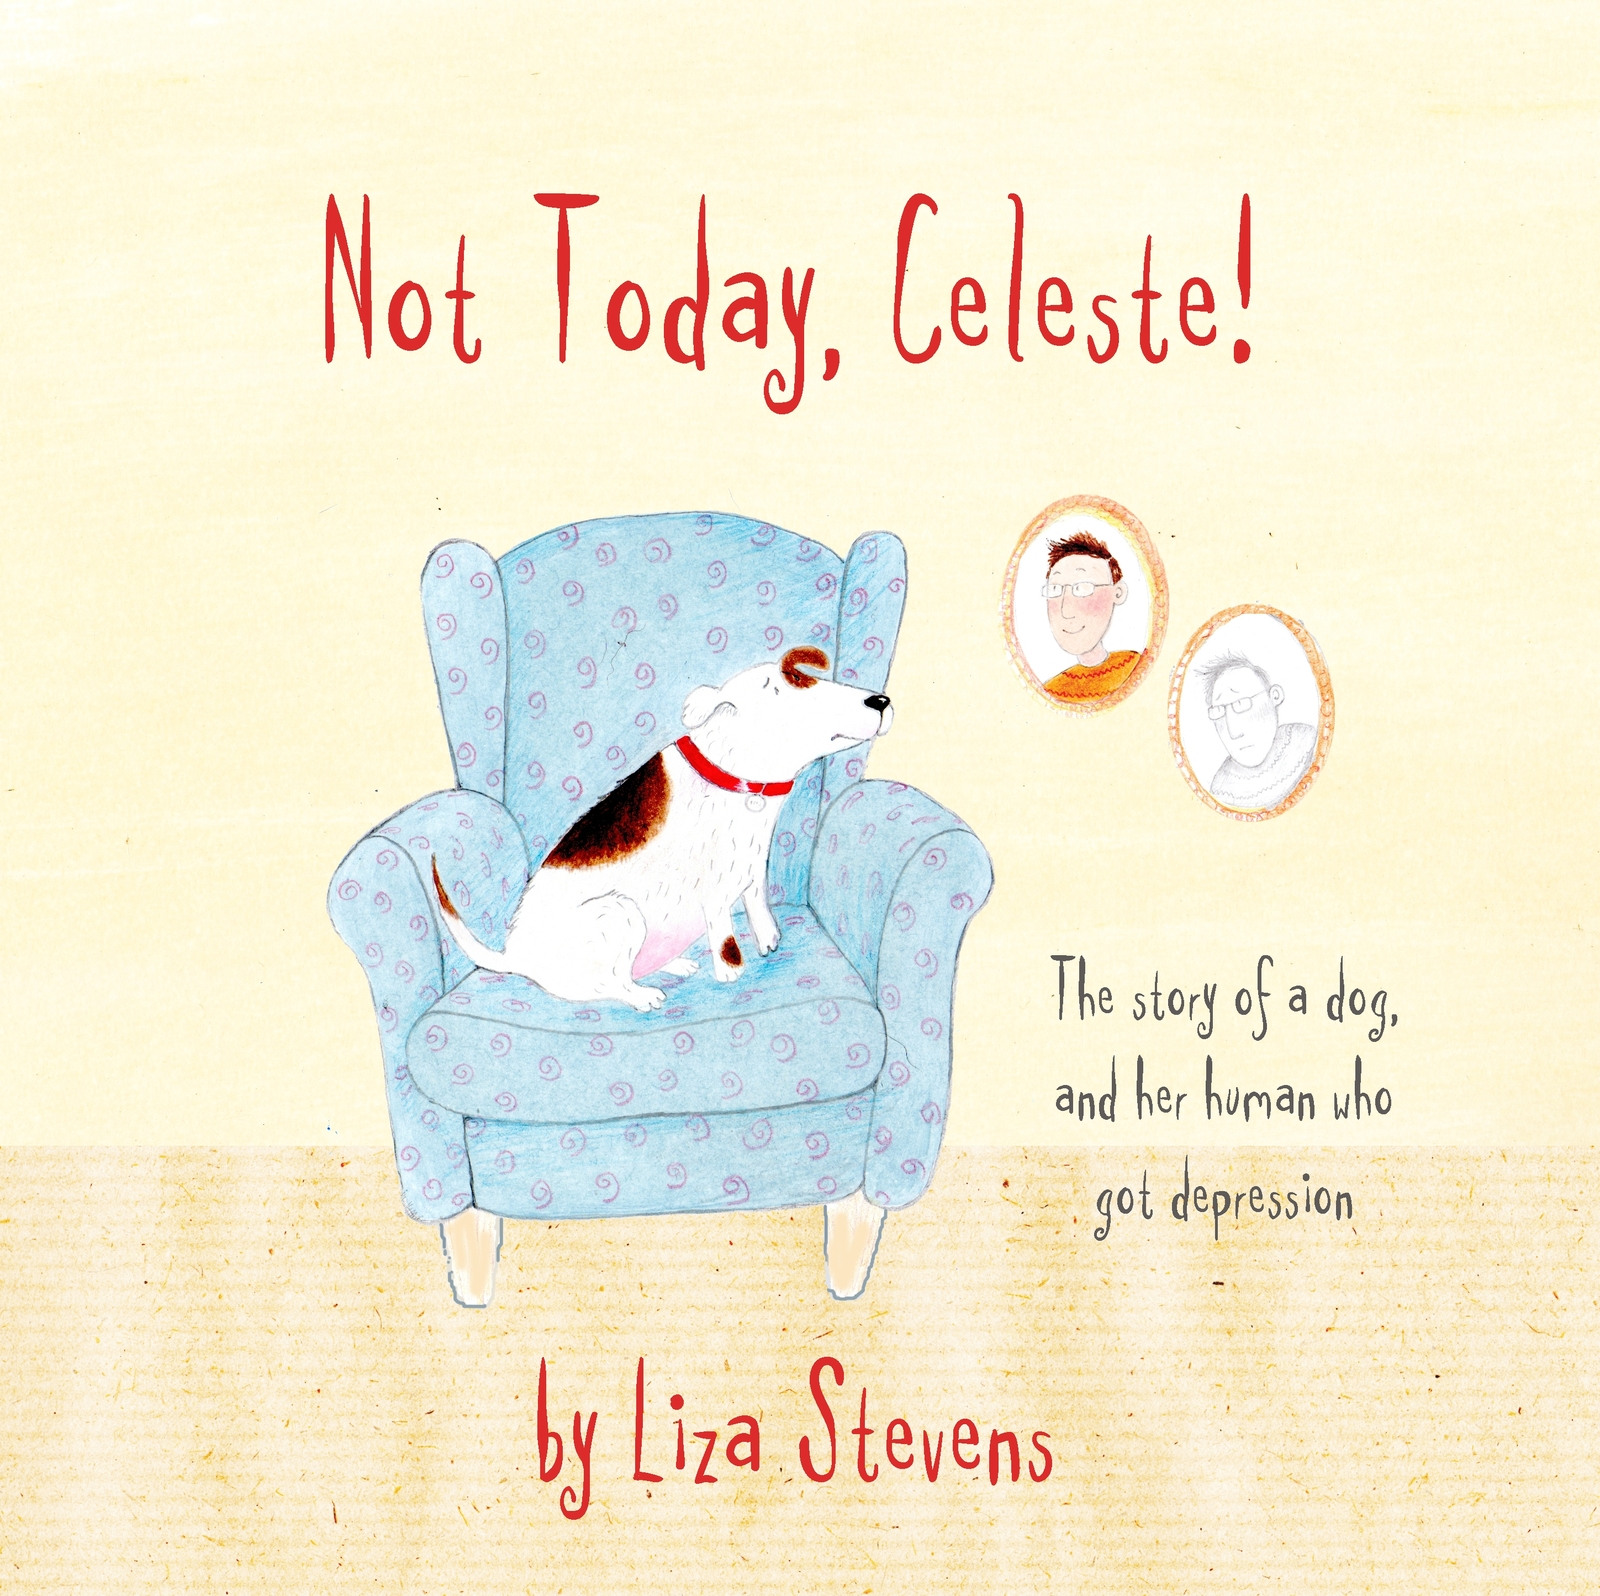 Not Today, Celeste!
The story of a dog,
and her human who
got depression
by Liza Stevens